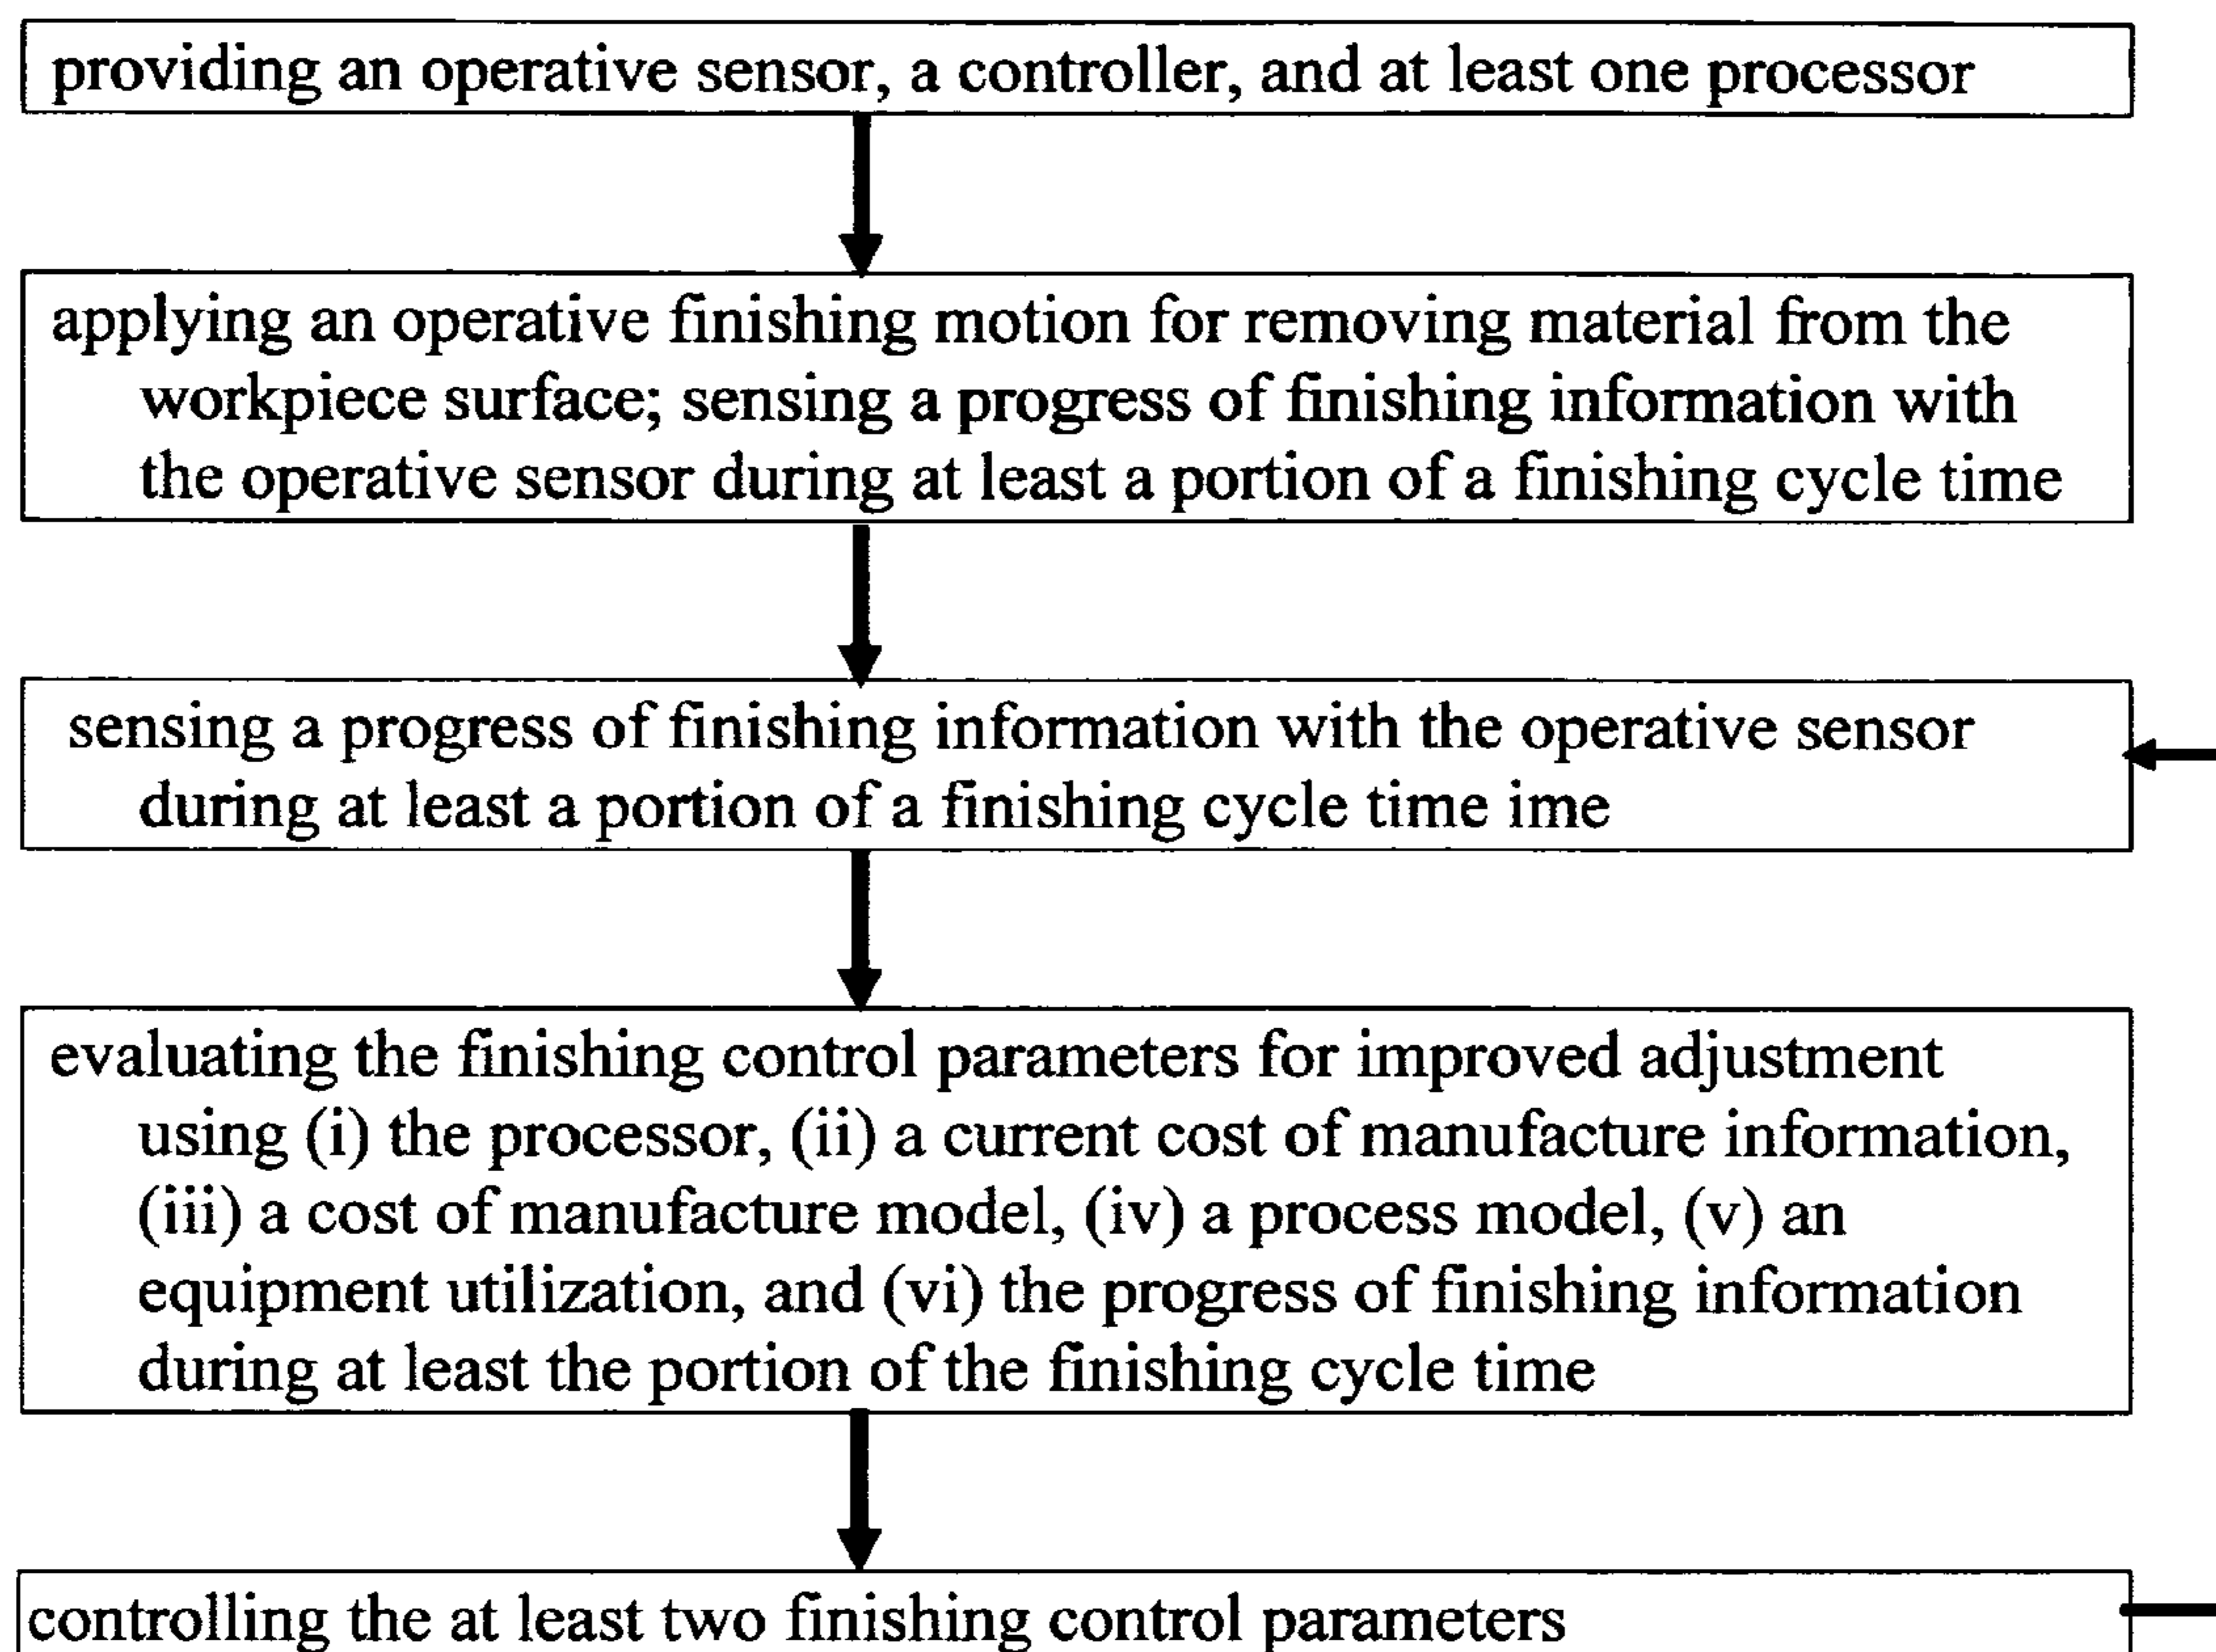 providing an operative sensor, a controller, and at least one processor
applying an operative finishing motion for removing material from the
workpiece surface; sensing a progress of finishing information with
the operative sensor during at least a portion of a finishing cycle time
sensing a progress of finishing information with the operative sensor
during at least a portion of a finishing cycle time ime
evaluating the finishing control parameters for improved adjustment
using (i) the processor, (ii) a current cost of manufacture information,
(iii) a cost of manufacture model, (iv) a process model, (v) an
equipment utilization, and (vi) the progress of finishing information
during at least the portion of the finishing cycle time
controlling the at least two finishing control parameters